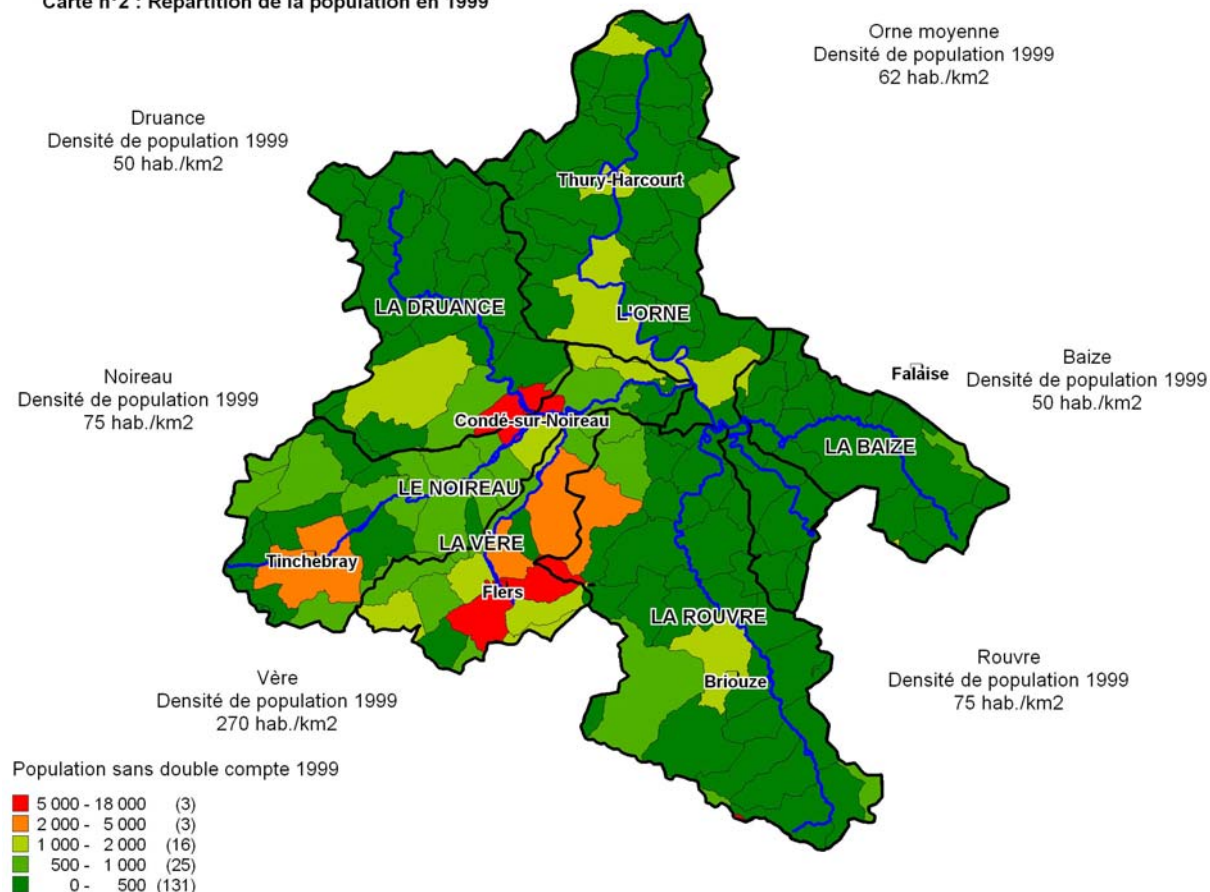 Carte n°2 : Répartition de la population en 1999
Orne moyenne
Densité de population 1999
62 hab./km2
Druance
Densité de population 1999
50 hab./km2
Thury-Harcourt
LA DRUANCE
L'ORNE
Noireau
Densité de population 1999
75 hab./km2
Falaise
Baize
Densité de population 1999
50 hab./km2
Condé-sur-Noireau
LA BAIZE
LE NOIREAU
LA VÈRE
Tinchebray
Flers
LA ROUVRE
Briouze
Vère
Densité de population 1999
270 hab./km2
Rouvre
Densité de population 1999
75 hab./km2
Population sans double compte 1999
5 000 - 18 000 (3)
2 000 - 5 000 (3)
1 000 - 2 000 (16)
500 - 1 000 (25)
0 - 500 (131)